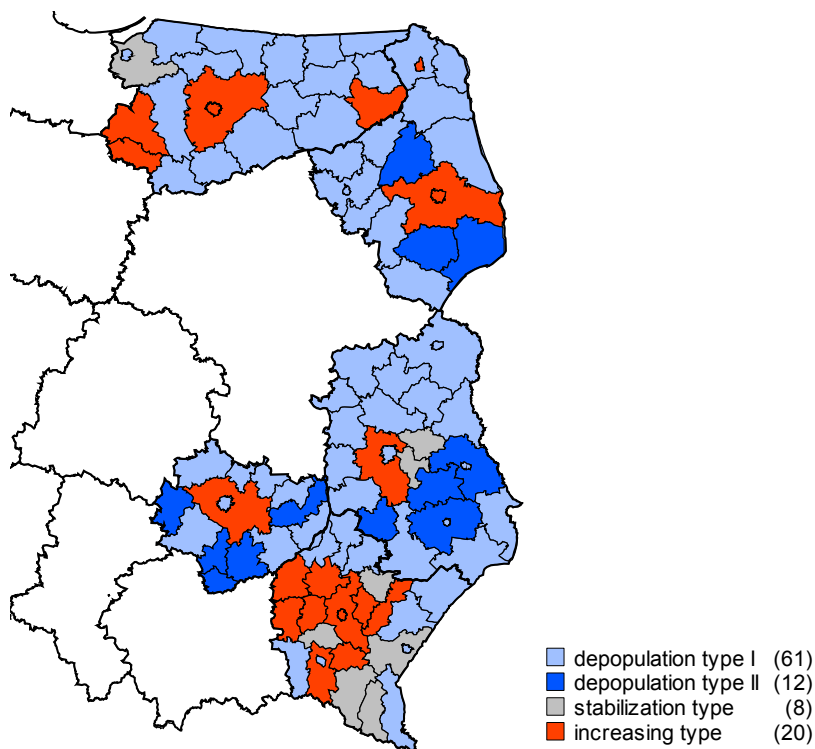 depopulation type I (61)
depopulation type II (12)
stabilization type (8)
increasing type (20)